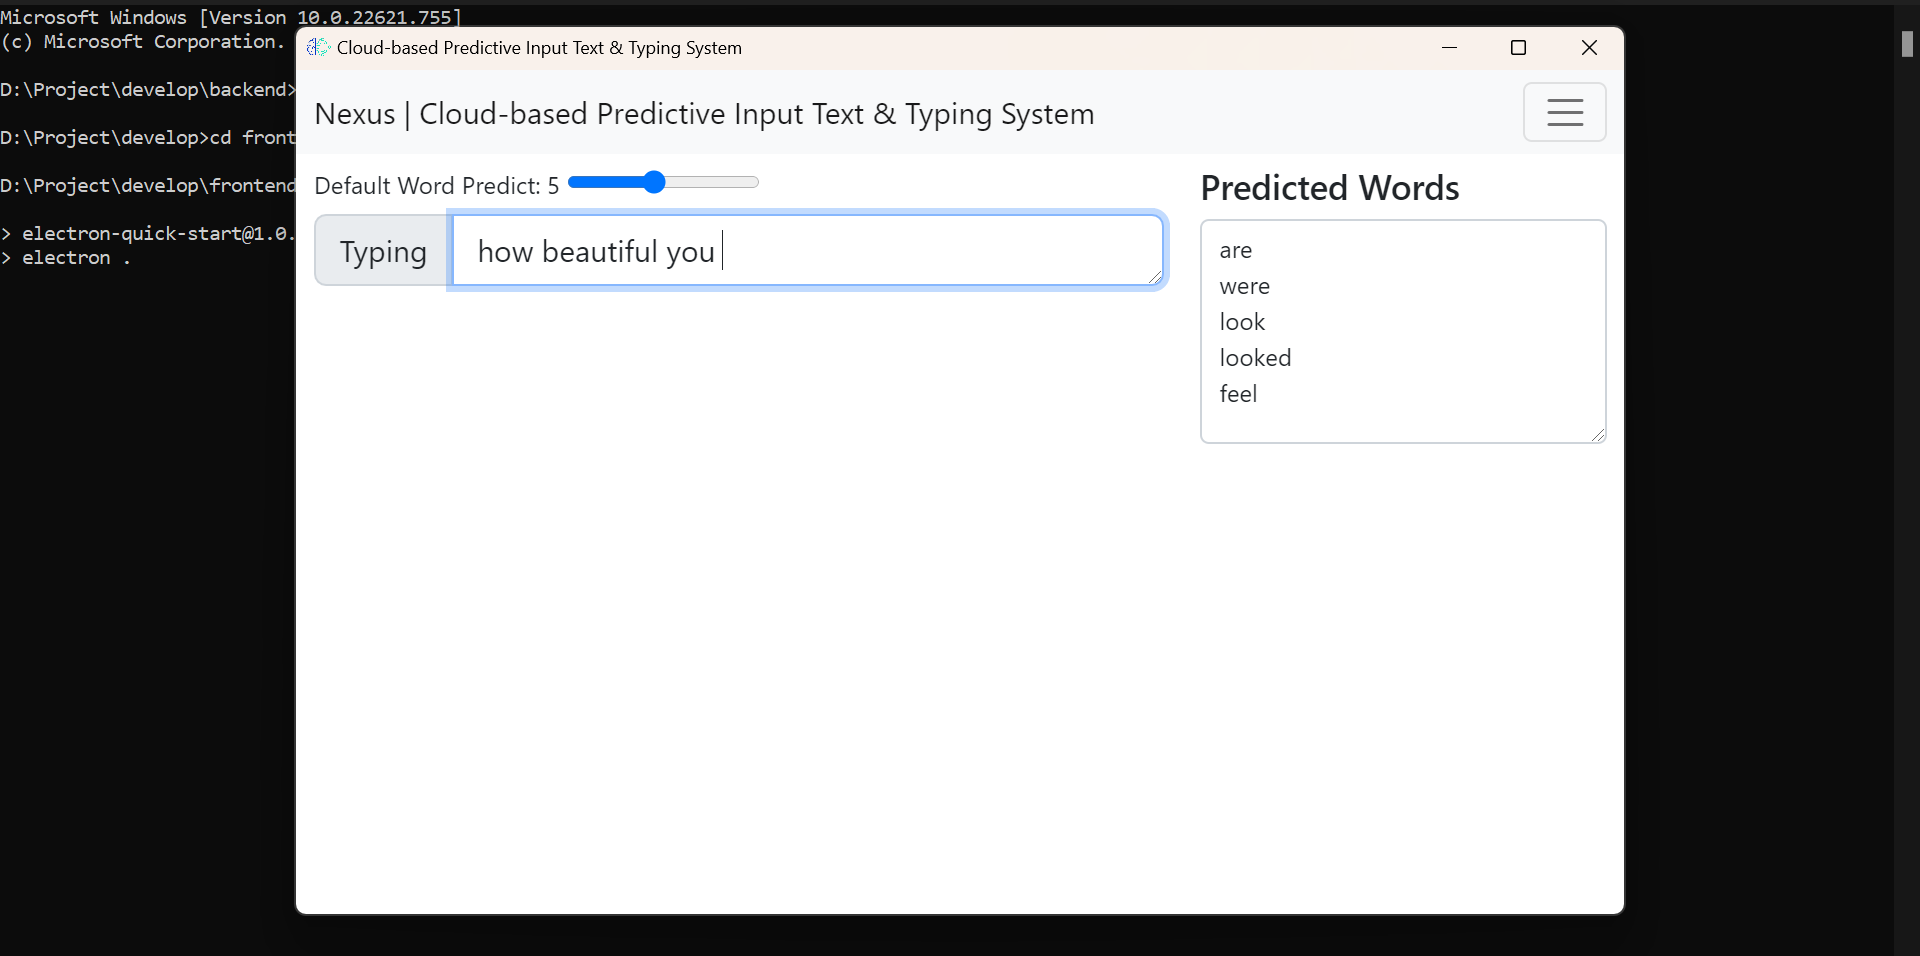 Microsoft Windows [Version 10.0.22621.755]
(c) Microsoft Corporation.
D:\Project\develop\backend>
D:\Project\develop>cd front
D:\Project\develop\frontend
> electron-quick-start@1.0.
> electron .
Cloud-based Predictive Input Text & Typing System
Nexus | Cloud-based Predictive Input Text & Typing System
Default Word Predict: 5
Typing
how beautiful you
Predicted Words
are
were
look
looked
feel